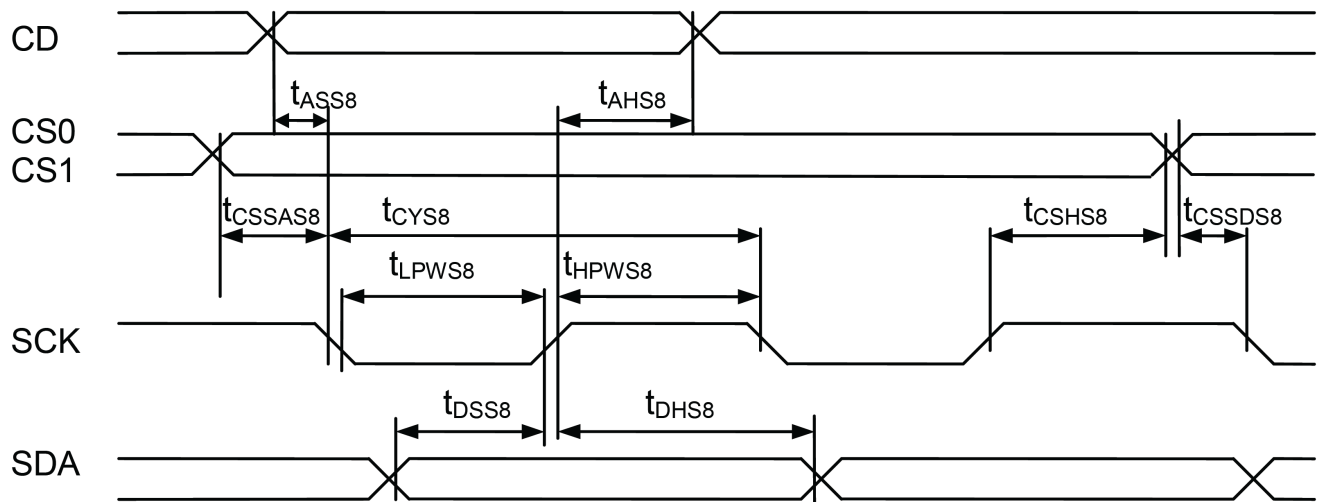 CD
tASS8
tAHS8
CS0
CS1
tCSSAS8
tCYS8
tCSHS8
tCSSDS8
tLPWS8
tHPWS8
SCK
tDSS8
tDHS8
SDA